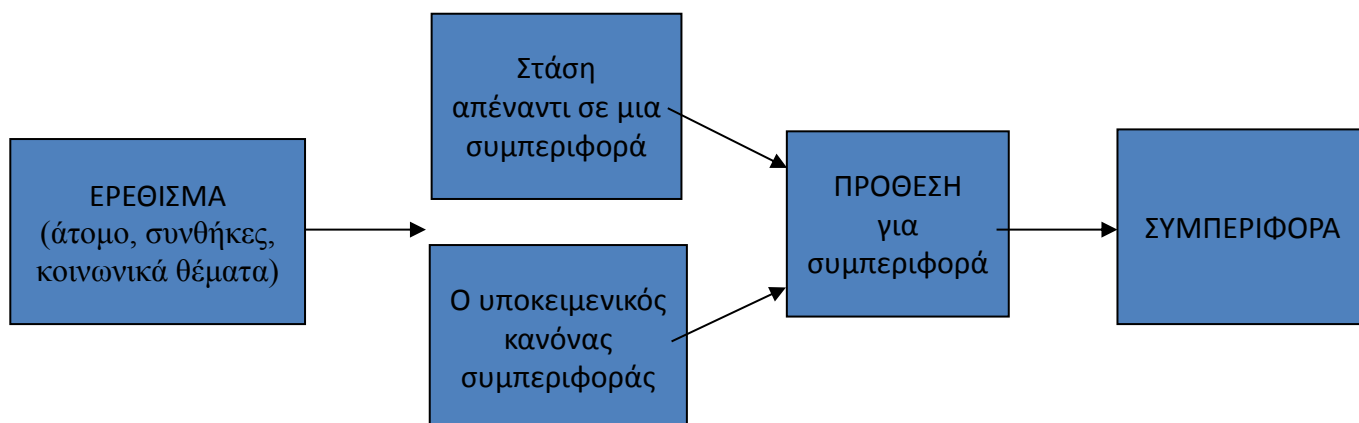 ΕΡΕΘΙΣΜΑ
(άτομο, συνθήκες,
κοινωνικά θέματα)
Στάση
απέναντι σε μια
συμπεριφορά
Ο υποκειμενικός
κανόνας
συμπεριφοράς
ΠΡΟΘΕΣΗ
για
συμπεριφορά
ΣΥΜΠΕΡΙΦΟΡΑ